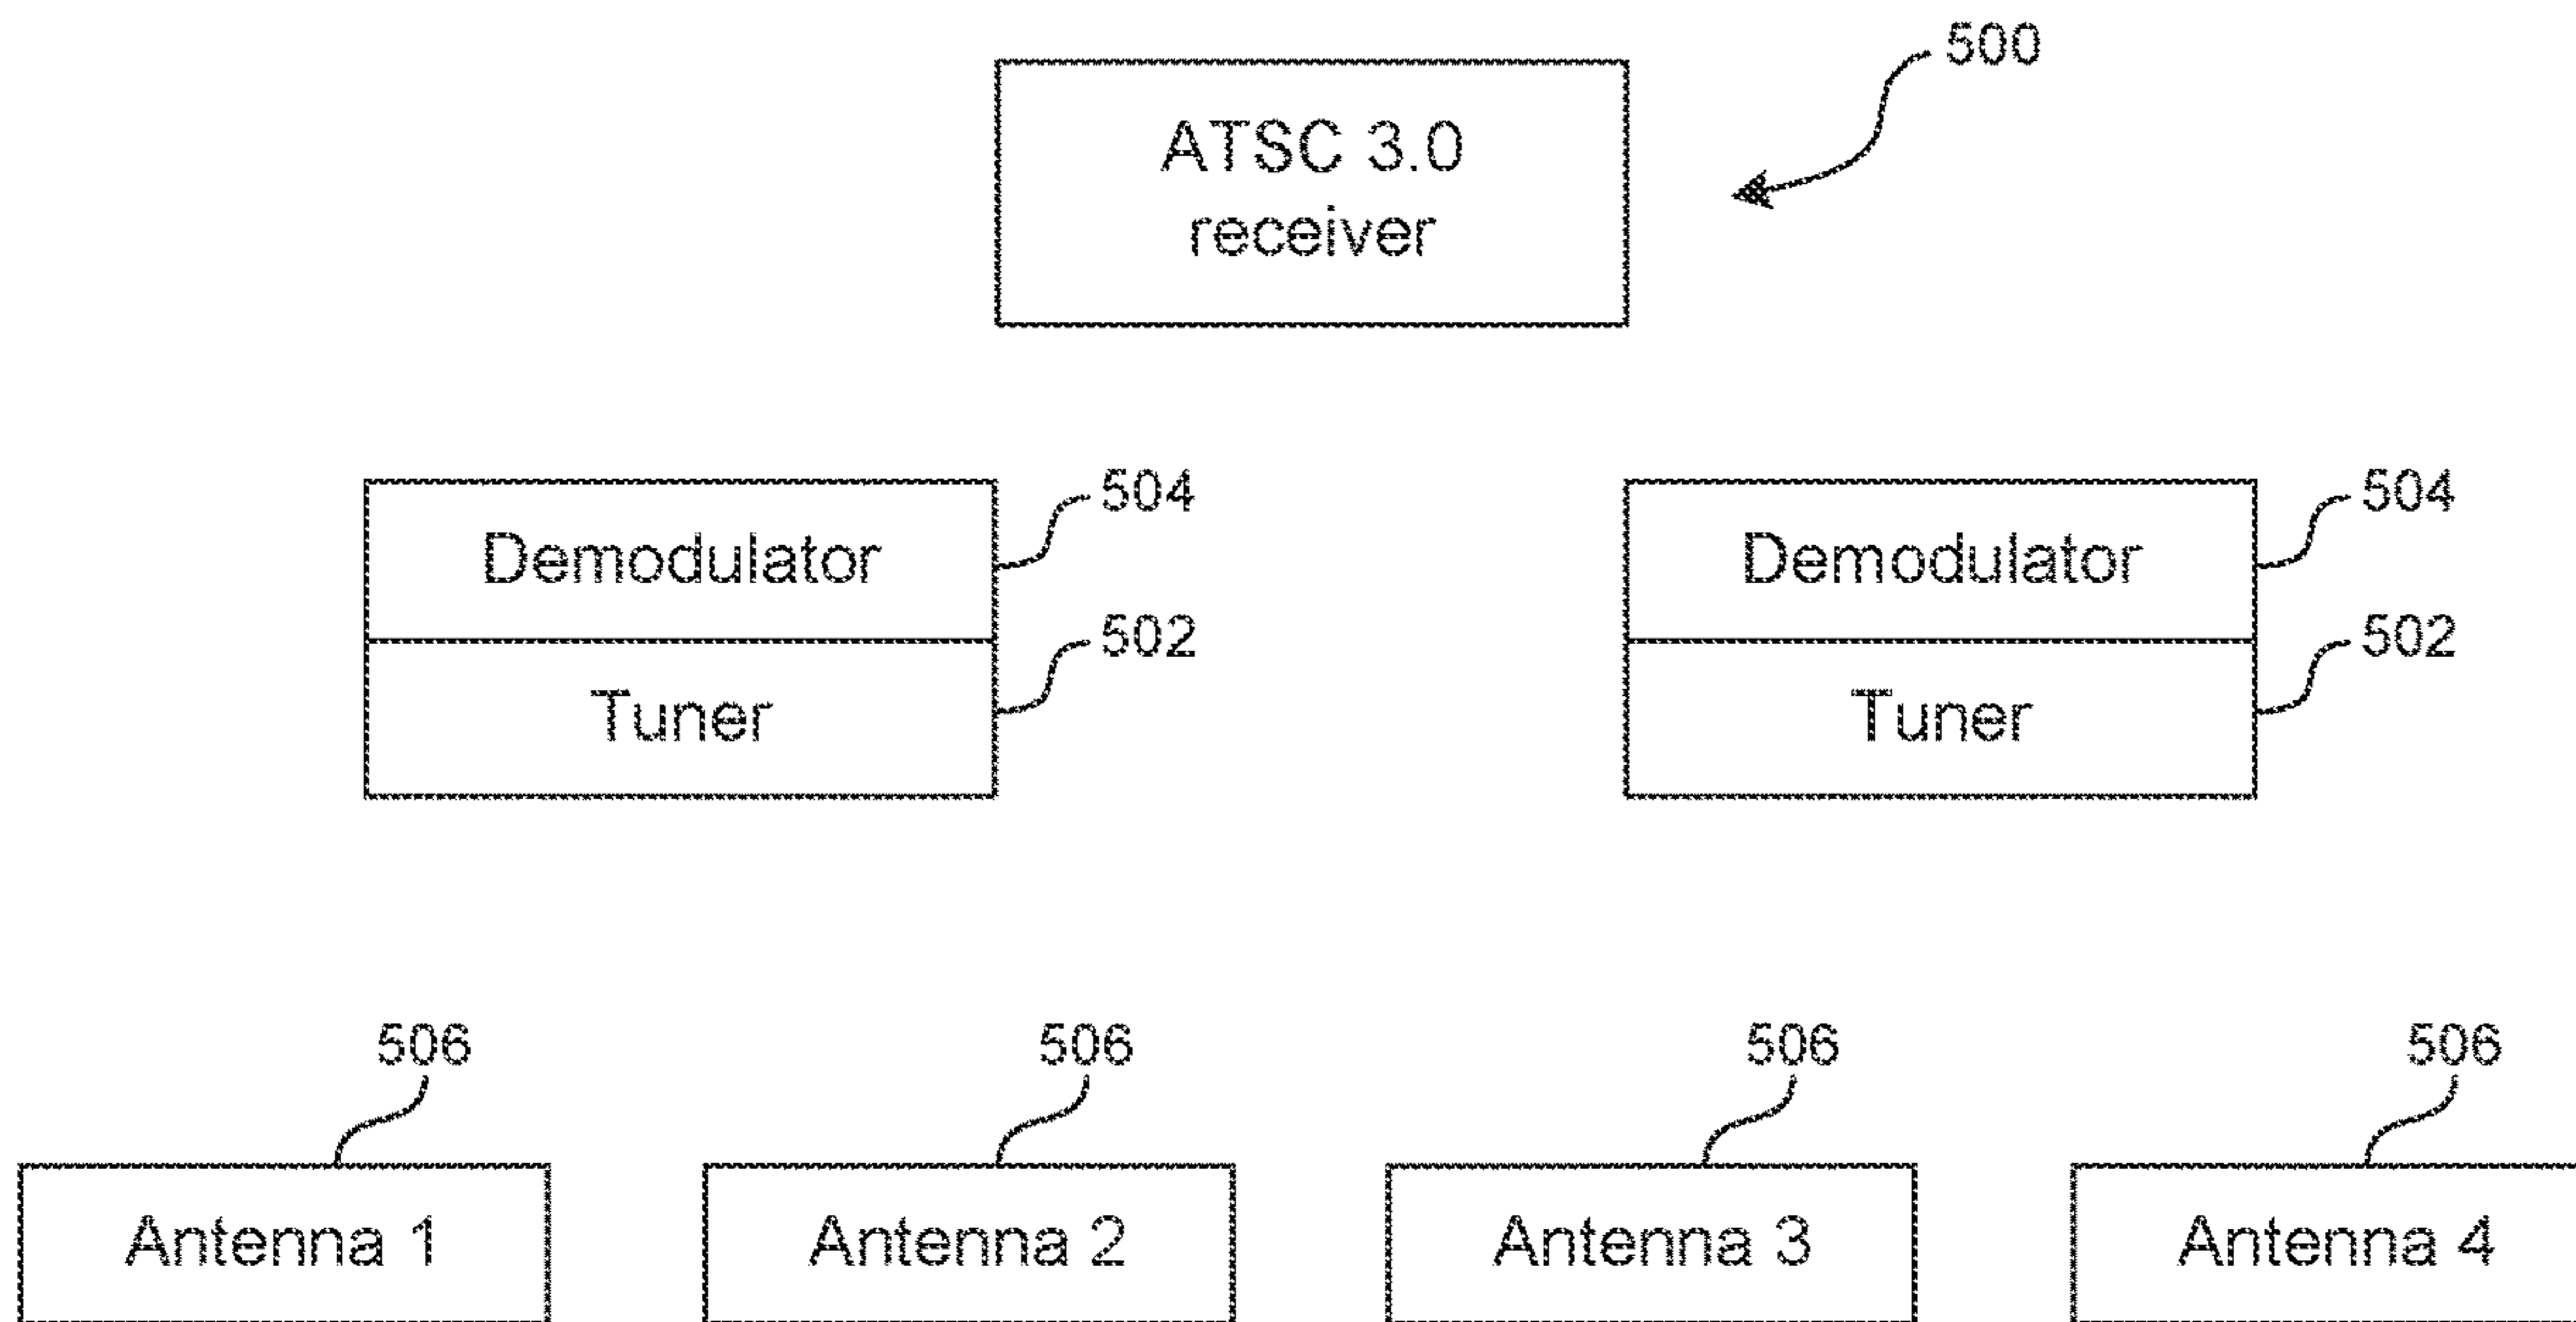 500
ATSC 3.0
receiver
504
504
Demodulator
Demodulator
502
502
Tuner
Tuner
506
506
506
506
Antenna 1
Antenna 2
Antenna 3
Antenna 4